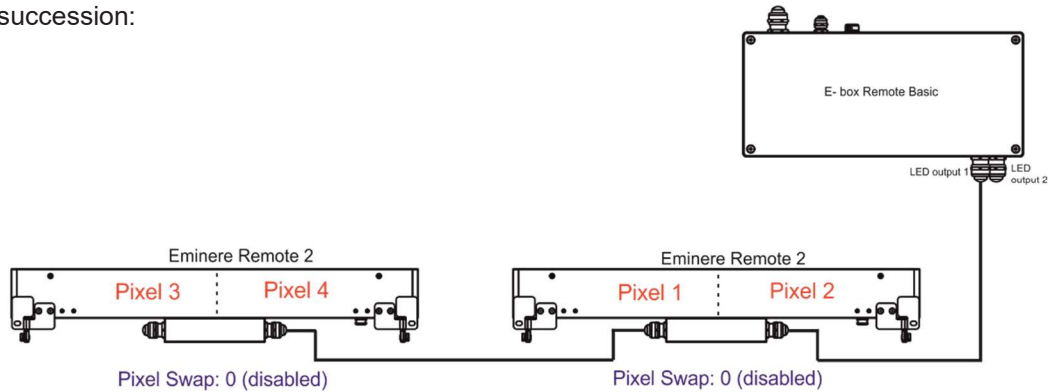 succession:
E- box Remote Basic
LED output 1
LED
output 2
Eminere Remote 2
Eminere Remote 2
Pixel 3
Pixel 4
Pixel 1
Pixel 2
Pixel Swap: 0 (disabled)
Pixel Swap: 0 (disabled)